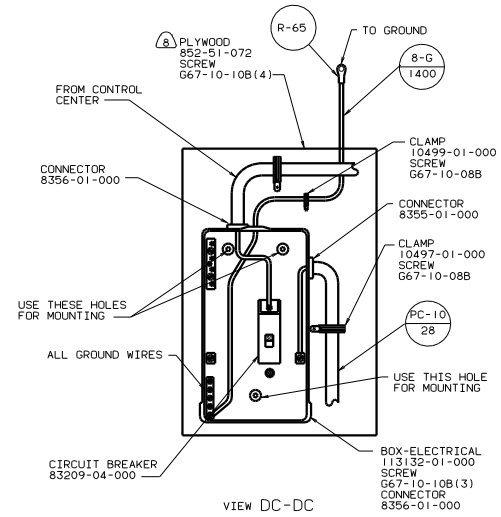 R-65
TO GROUND
8 PLYWOOD
852-51-072
SCREW
G67-10-10B(4)
8-G
1400
FROM CONTROL
CENTER
CLAMP
10499-01-000
SCREW
G67-10-08B
CONNECTOR
8356-01-000
CONNECTOR
8355-01-000
CLAMP
10497-01-000
SCREW
G67-10-08B
USE THESE HOLES
FOR MOUNTING
PC-10
28
ALL GROUND WIRES
USE THIS HOLE
FOR MOUNTING
CIRCUIT BREAKER
83209-04-000
BOX-ELECTRICAL
113132-01-000
SCREW
G67-10-10B(3)
CONNECTOR
8356-01-000
VIEW DC-DC